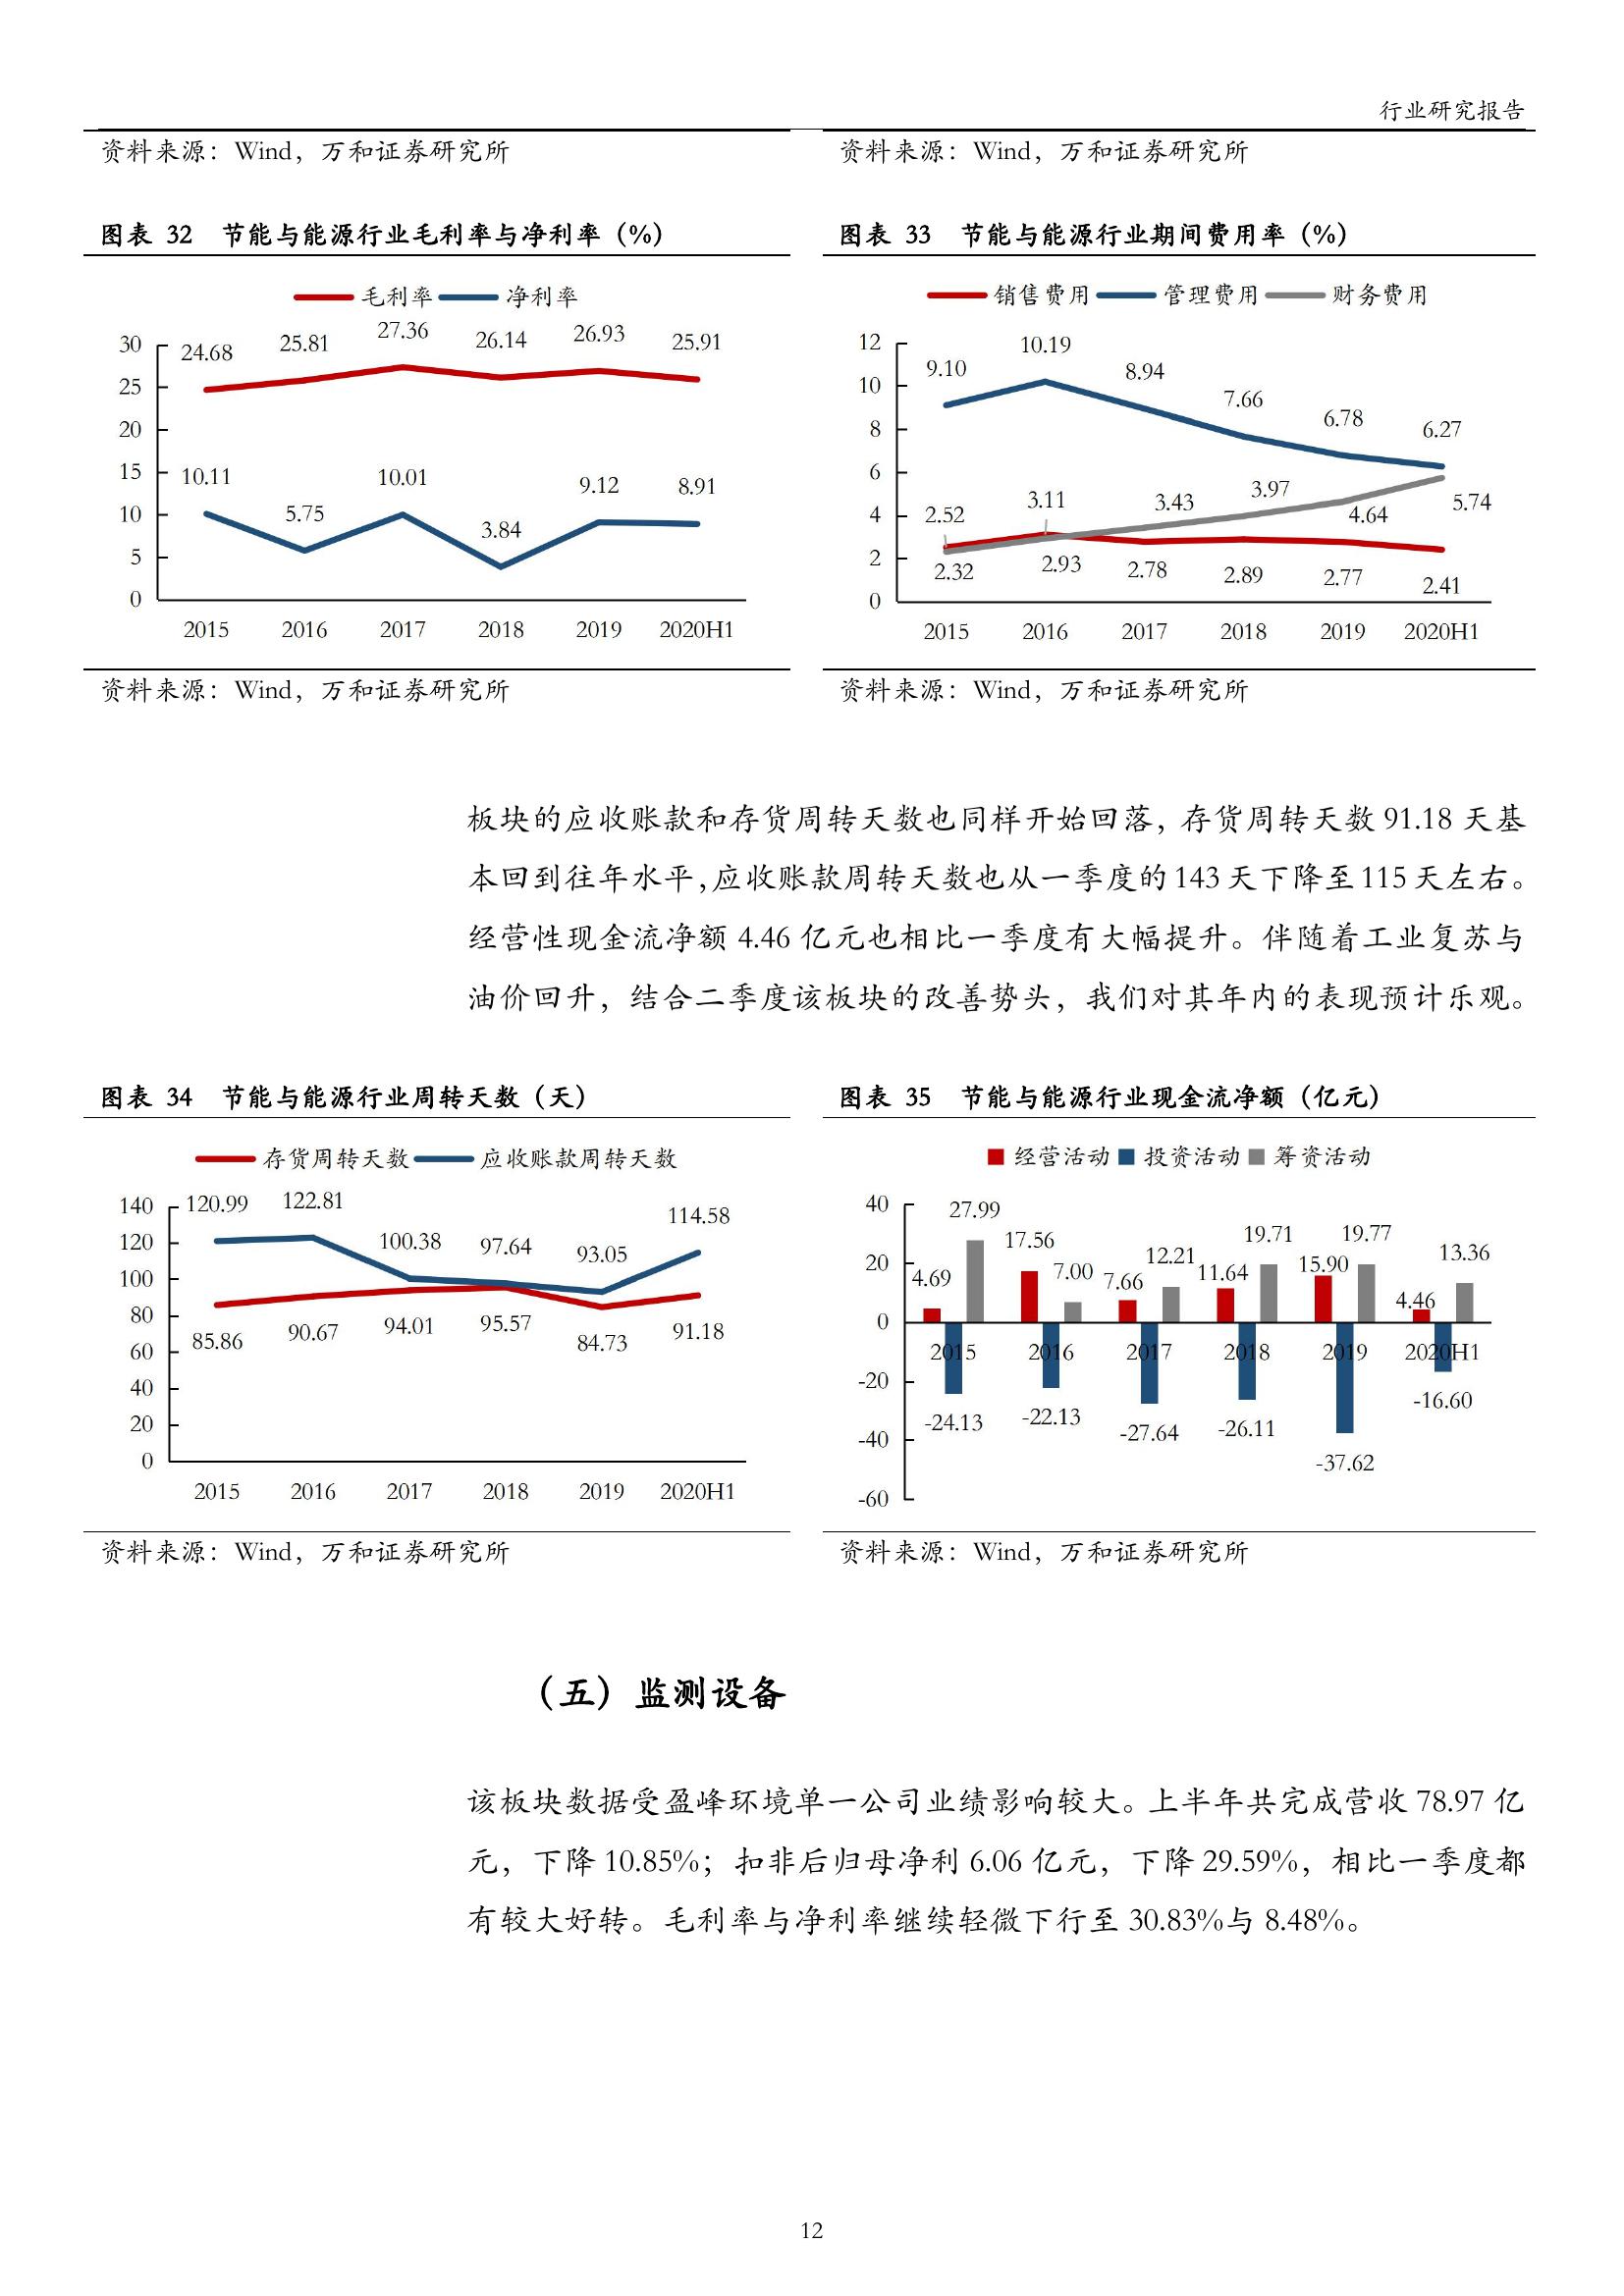 行业研究报告
资料来源：Wind，万和证券研究所
资料来源：Wind，万和证券研究所
图表 32 节能与能源行业毛利率与净利率（%）
毛利率 净利率
30
25
20
15
10
5
0
24.68 25.81 27.36 26.14 26.93 25.91
10.11 5.75 10.01 3.84 9.12 8.91
2015 2016 2017 2018 2019 2020H1
资料来源：Wind，万和证券研究所
图表 33 节能与能源行业期间费用率（%）
销售费用 管理费用 财务费用
12
10
8
6
4
2
0
9.10 10.19 8.94 7.66 6.78 6.27
2.52 3.11 3.43 3.97 4.64 5.74
2.32 2.93 2.78 2.89 2.77 2.41
2015 2016 2017 2018 2019 2020H1
资料来源：Wind，万和证券研究所
板块的应收账款和存货周转天数也同样开始回落，存货周转天数 91.18 天基
本回到往年水平，应收账款周转天数也从一季度的 143 天下降至 115 天左右。
经营性现金流净额 4.46 亿元也相比一季度有大幅提升。伴随着工业复苏与
油价回升，结合二季度该板块的改善势头，我们对其年内的表现预计乐观。
图表 34 节能与能源行业周转天数（天）
存货周转天数 应收账款周转天数
140
120
100
80
60
40
20
0
120.99 122.81 100.38 97.64 93.05 114.58
85.86 90.67 94.01 95.57 84.73 91.18
2015 2016 2017 2018 2019 2020H1
资料来源：Wind，万和证券研究所
图表 35 节能与能源行业现金流净额（亿元）
经营活动 投资活动 筹资活动
40
20
0
-20
-40
-60
4.69 27.99 17.56 7.00 7.66 12.21 11.64 19.71 15.90 19.77 4.46 13.36
2015 2016 2017 2018 2019 2020H1
-24.13 -22.13 -27.64 -26.11 -37.62 -16.60
资料来源：Wind，万和证券研究所
（五）监测设备
该板块数据受盈峰环境单一公司业绩影响较大。上半年共完成营收 78.97 亿
元，下降 10.85%；扣非后归母净利 6.06 亿元，下降 29.59%，相比一季度都
有较大好转。毛利率与净利率继续轻微下行至 30.83%与 8.48%。
12